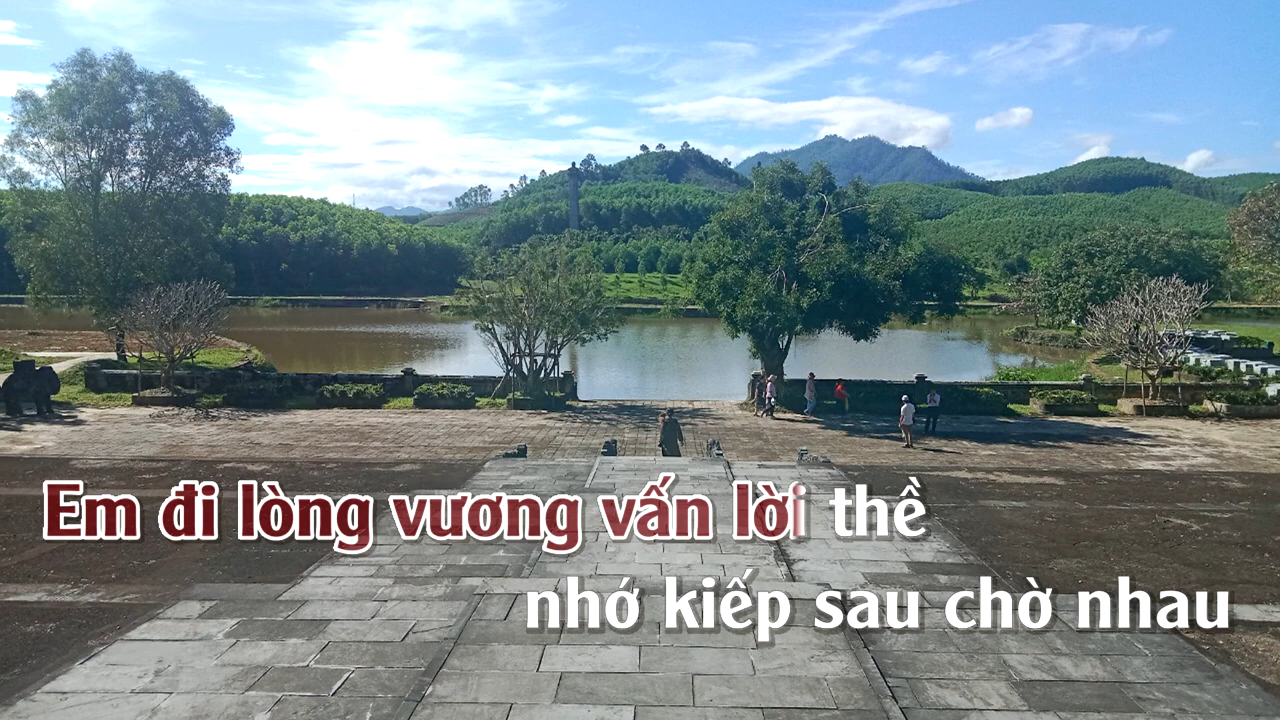 Em đi lòng vương vấn lời thề
nhớ kiếp sau chờ nhau